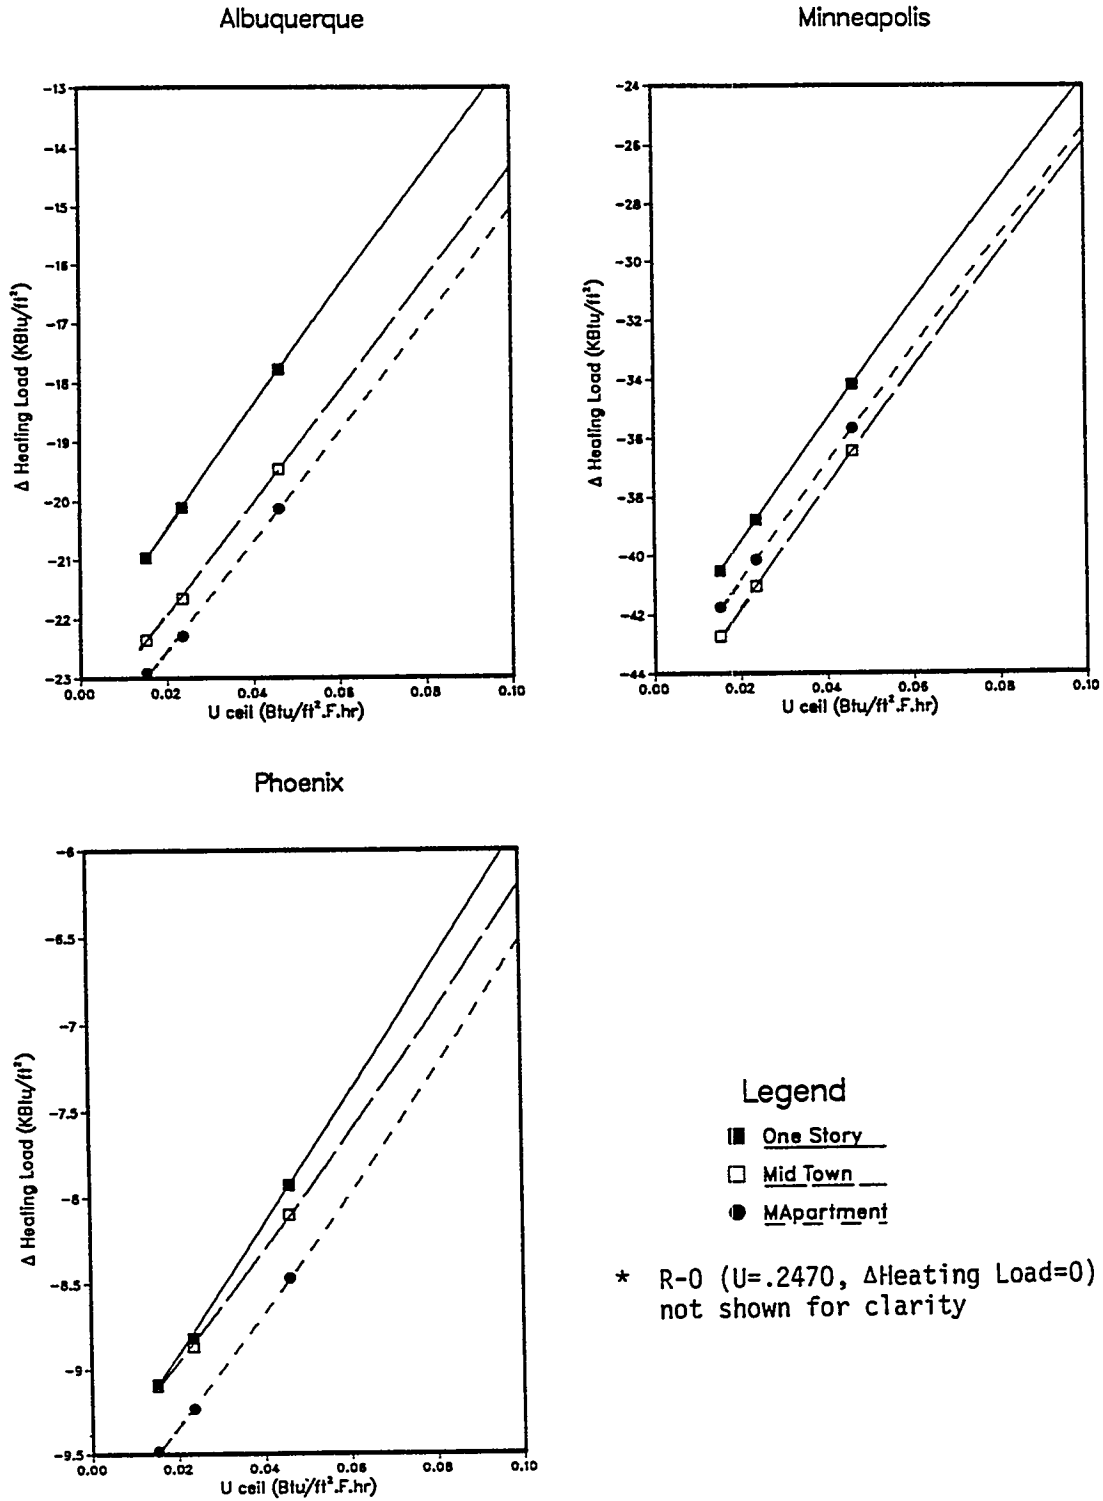 Albuquerque
-13
-14
-15
-16
-17
-18
-19
-20
-21
-22
-23
0.00 0.02 0.04 0.06 0.08 0.10
Δ Heating Load (KBtu/ft²)
U ceil (Btu/ft².F.hr)
Minneapolis
-24
-26
-28
-30
-32
-34
-36
-38
-40
-42
-44
0.00 0.02 0.04 0.06 0.08 0.10
Δ Heating Load (KBtu/ft²)
U ceil (Btu/ft².F.hr)
Phoenix
-6
-6.5
-7
-7.5
-8
-8.5
-9
-9.5
0.00 0.02 0.04 0.06 0.08 0.10
Δ Heating Load (KBtu/ft²)
U ceil (Btu/ft².F.hr)
Legend
One Story
Mid Town
MApartment
* R-0 (U=.2470, ΔHeating Load=0)
not shown for clarity